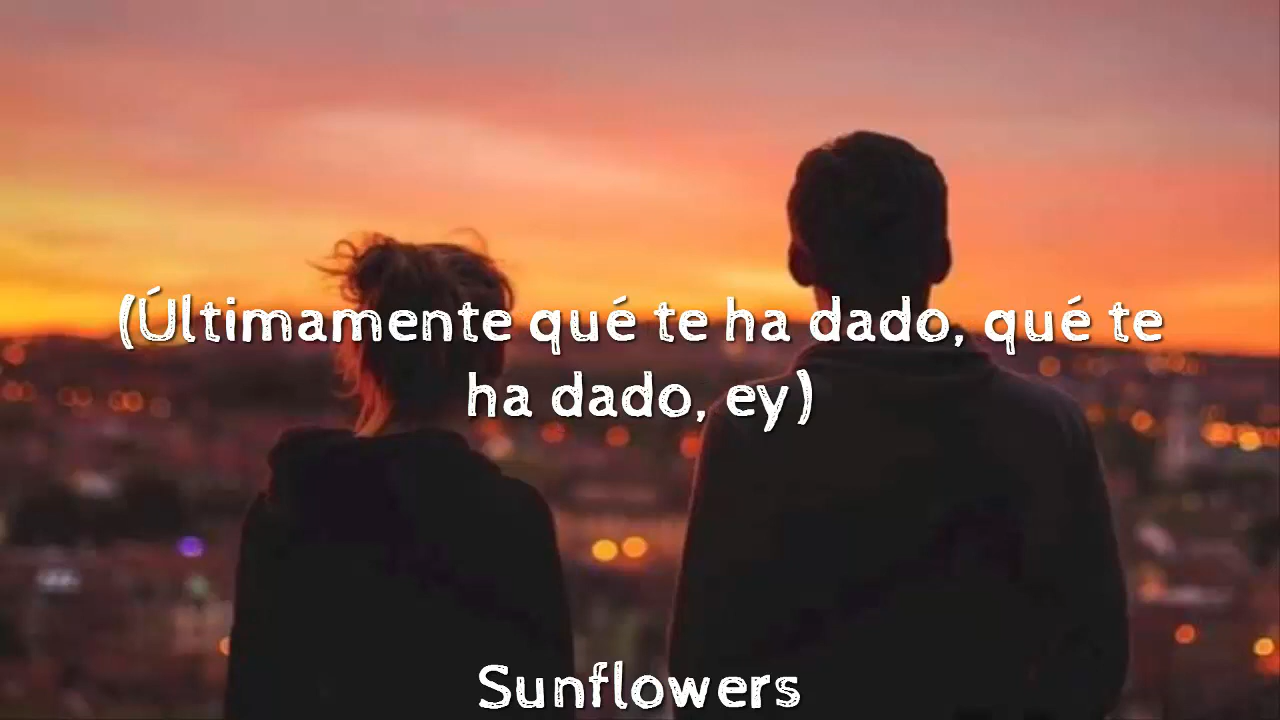 (Últimamente qué te ha dado, qué te
ha dado, ey)
Sunflowers